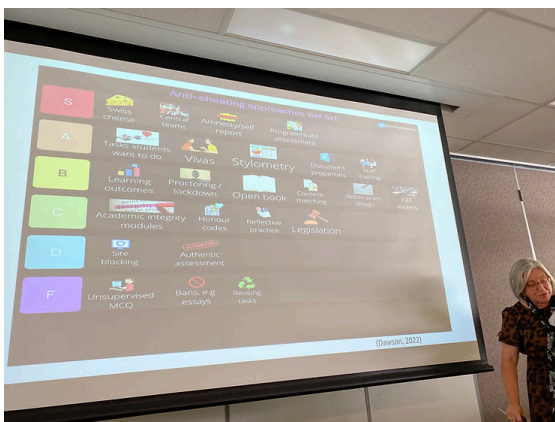 Anti-cheating approaches tier list
S
Swiss cheese
Central teams
Amnesty/self report
Programmatic assessment
A
Tasks students want to do
Vivas
Stylometry
Document properties
Staff training
B
Learning outcomes
Proctoring / lockdown
Open book
Content matching
Better exam design
F2F exams
C
Academic integrity modules
Honour codes
Reflective practice
Legislation
D
Site blocking
AUTHENTIC
Authentic assessment
F
Unsupervised MCQ
Bans, e.g. essays
Reusing tasks
(Dawson, 2022)